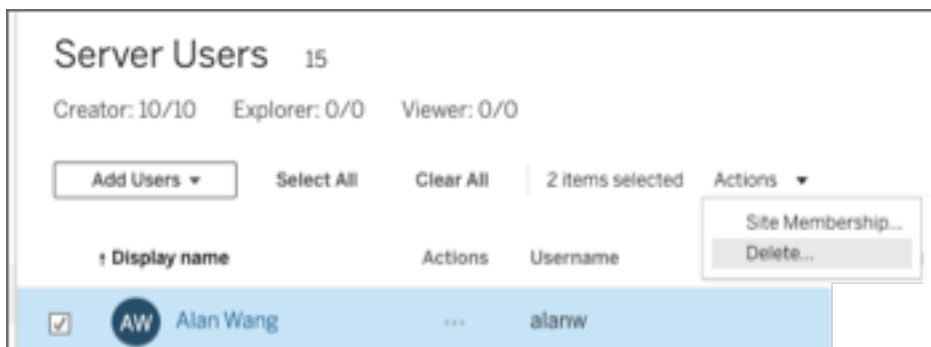 Server Users 15
Creator: 10/10 Explorer: 0/0 Viewer: 0/0
Add Users Select All Clear All 2 items selected Actions
Site Membership...
Delete...
↑ Display name Actions Username
AW Alan Wang ... alanw